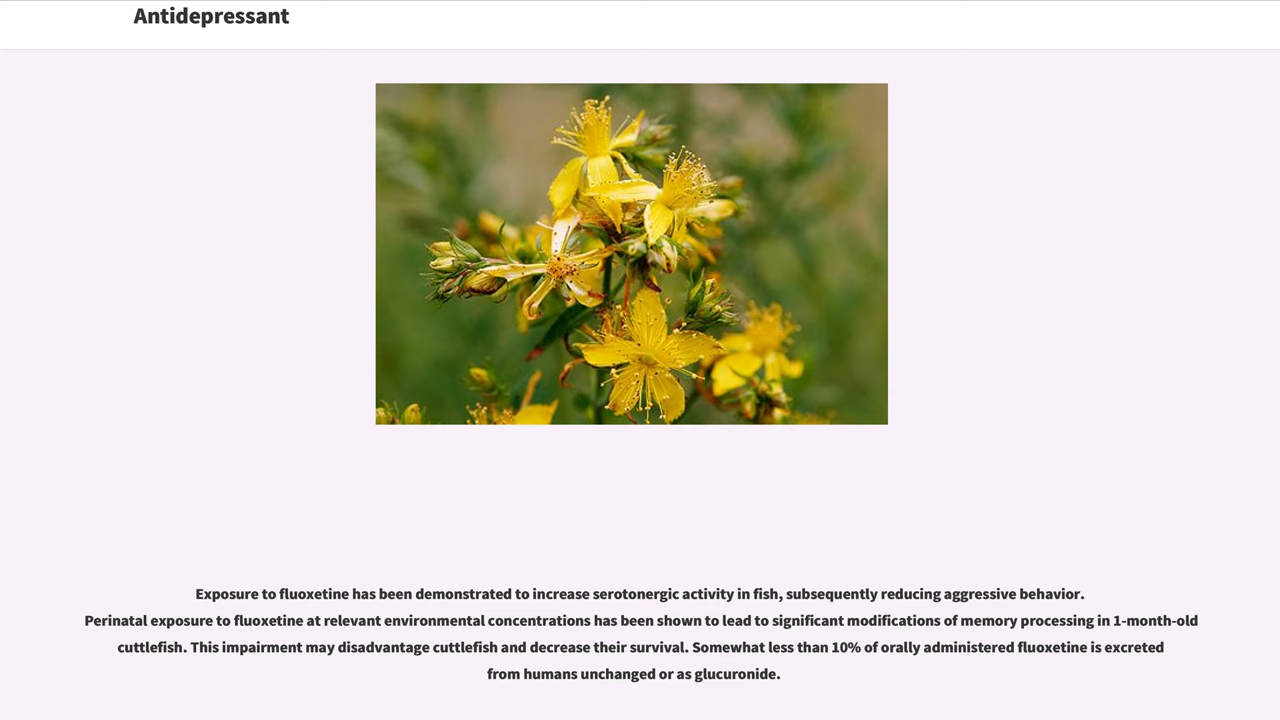 Antidepressant
Exposure to fluoxetine has been demonstrated to increase serotonergic activity in fish, subsequently reducing aggressive behavior.
Perinatal exposure to fluoxetine at relevant environmental concentrations has been shown to lead to significant modifications of memory processing in 1-month-old
cuttlefish. This impairment may disadvantage cuttlefish and decrease their survival. Somewhat less than 10% of orally administered fluoxetine is excreted
from humans unchanged or as glucuronide.